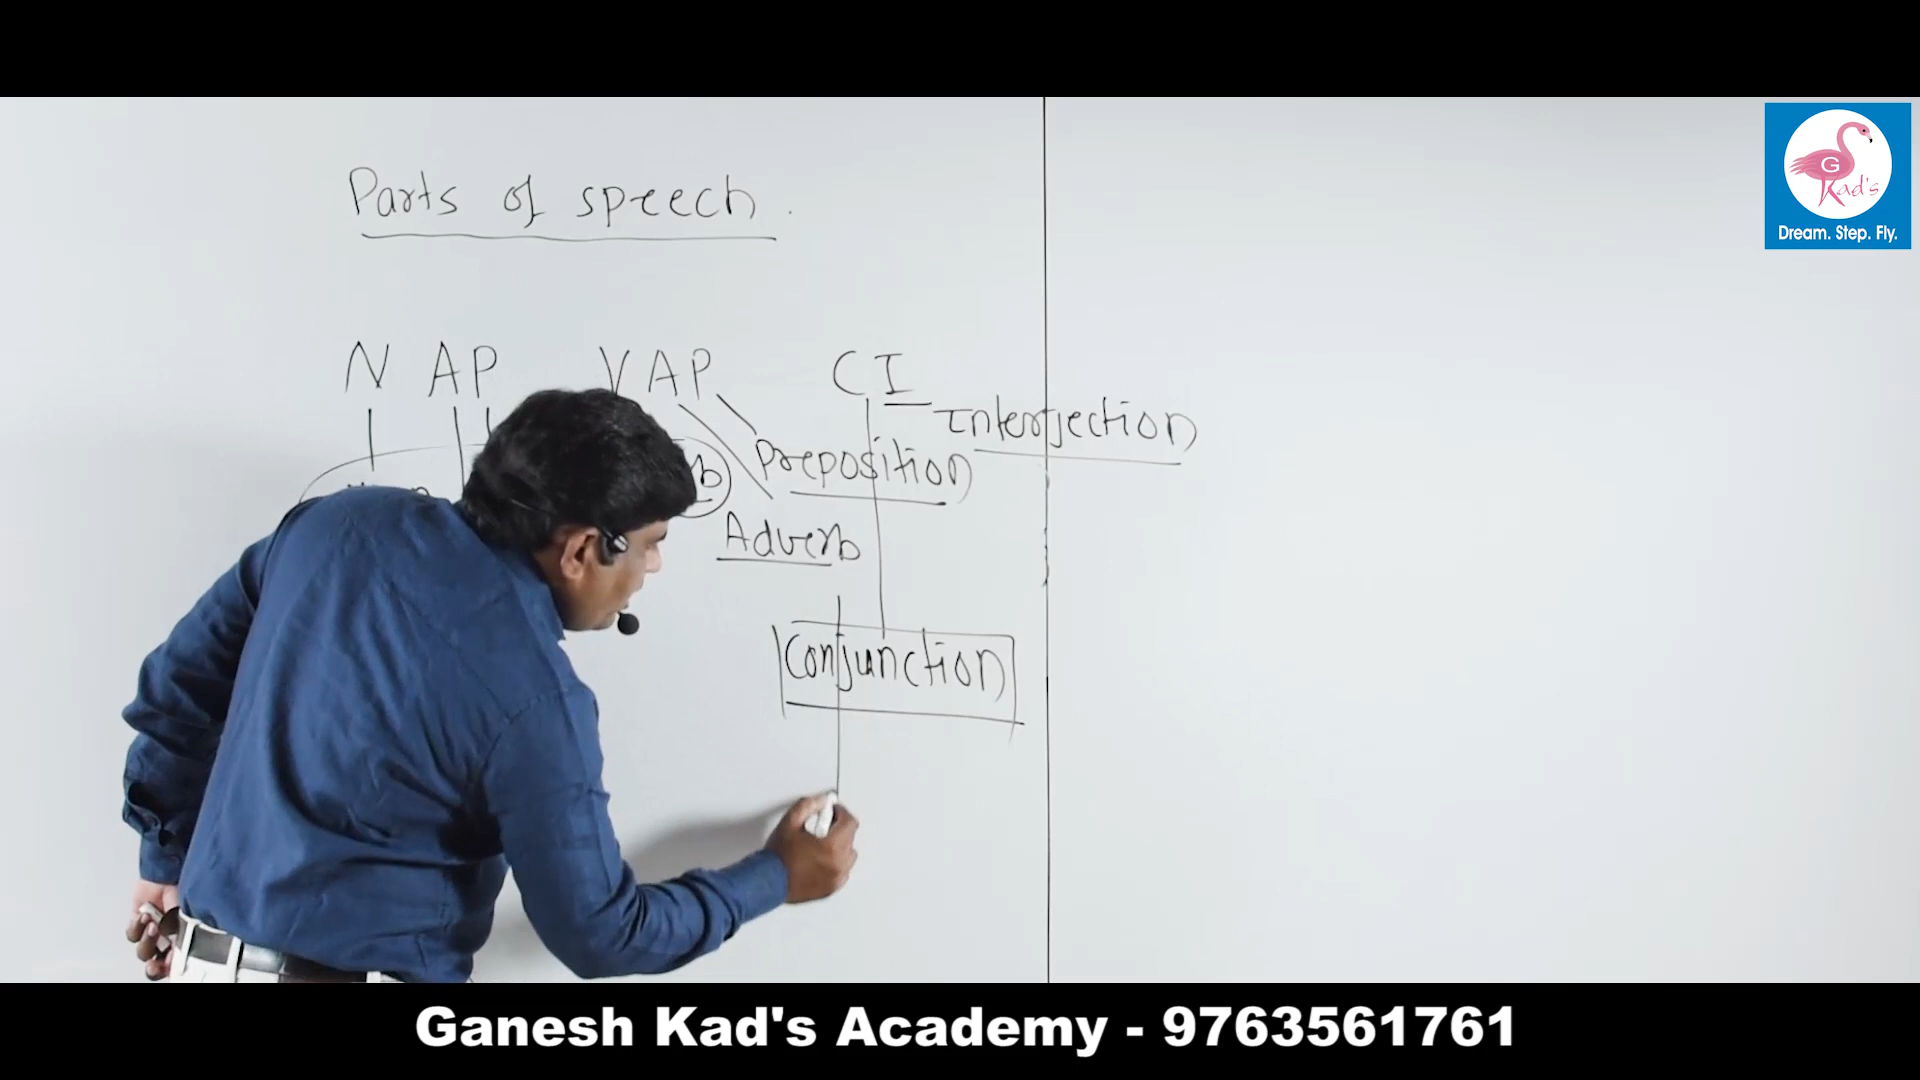 Parts of speech.
N AP VAP CI
Interjection
Preposition
Adverb
Conjunction
G
Kad's
Dream. Step. Fly.
Ganesh Kad's Academy - 9763561761